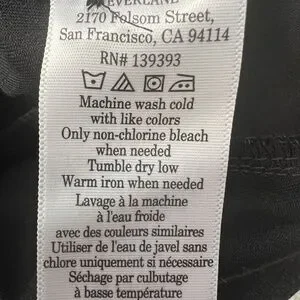 EVERLANE
2170 Folsom Street,
San Francisco, CA 94114
RN# 139393
Machine wash cold
with like colors
Only non-chlorine bleach
when needed
Tumble dry low
Warm iron when needed
Lavage à la machine
à l'eau froide
avec des couleurs similaires
Utiliser de l'eau de javel sans
chlore uniquement si nécessaire
Séchage par culbutage
à basse température